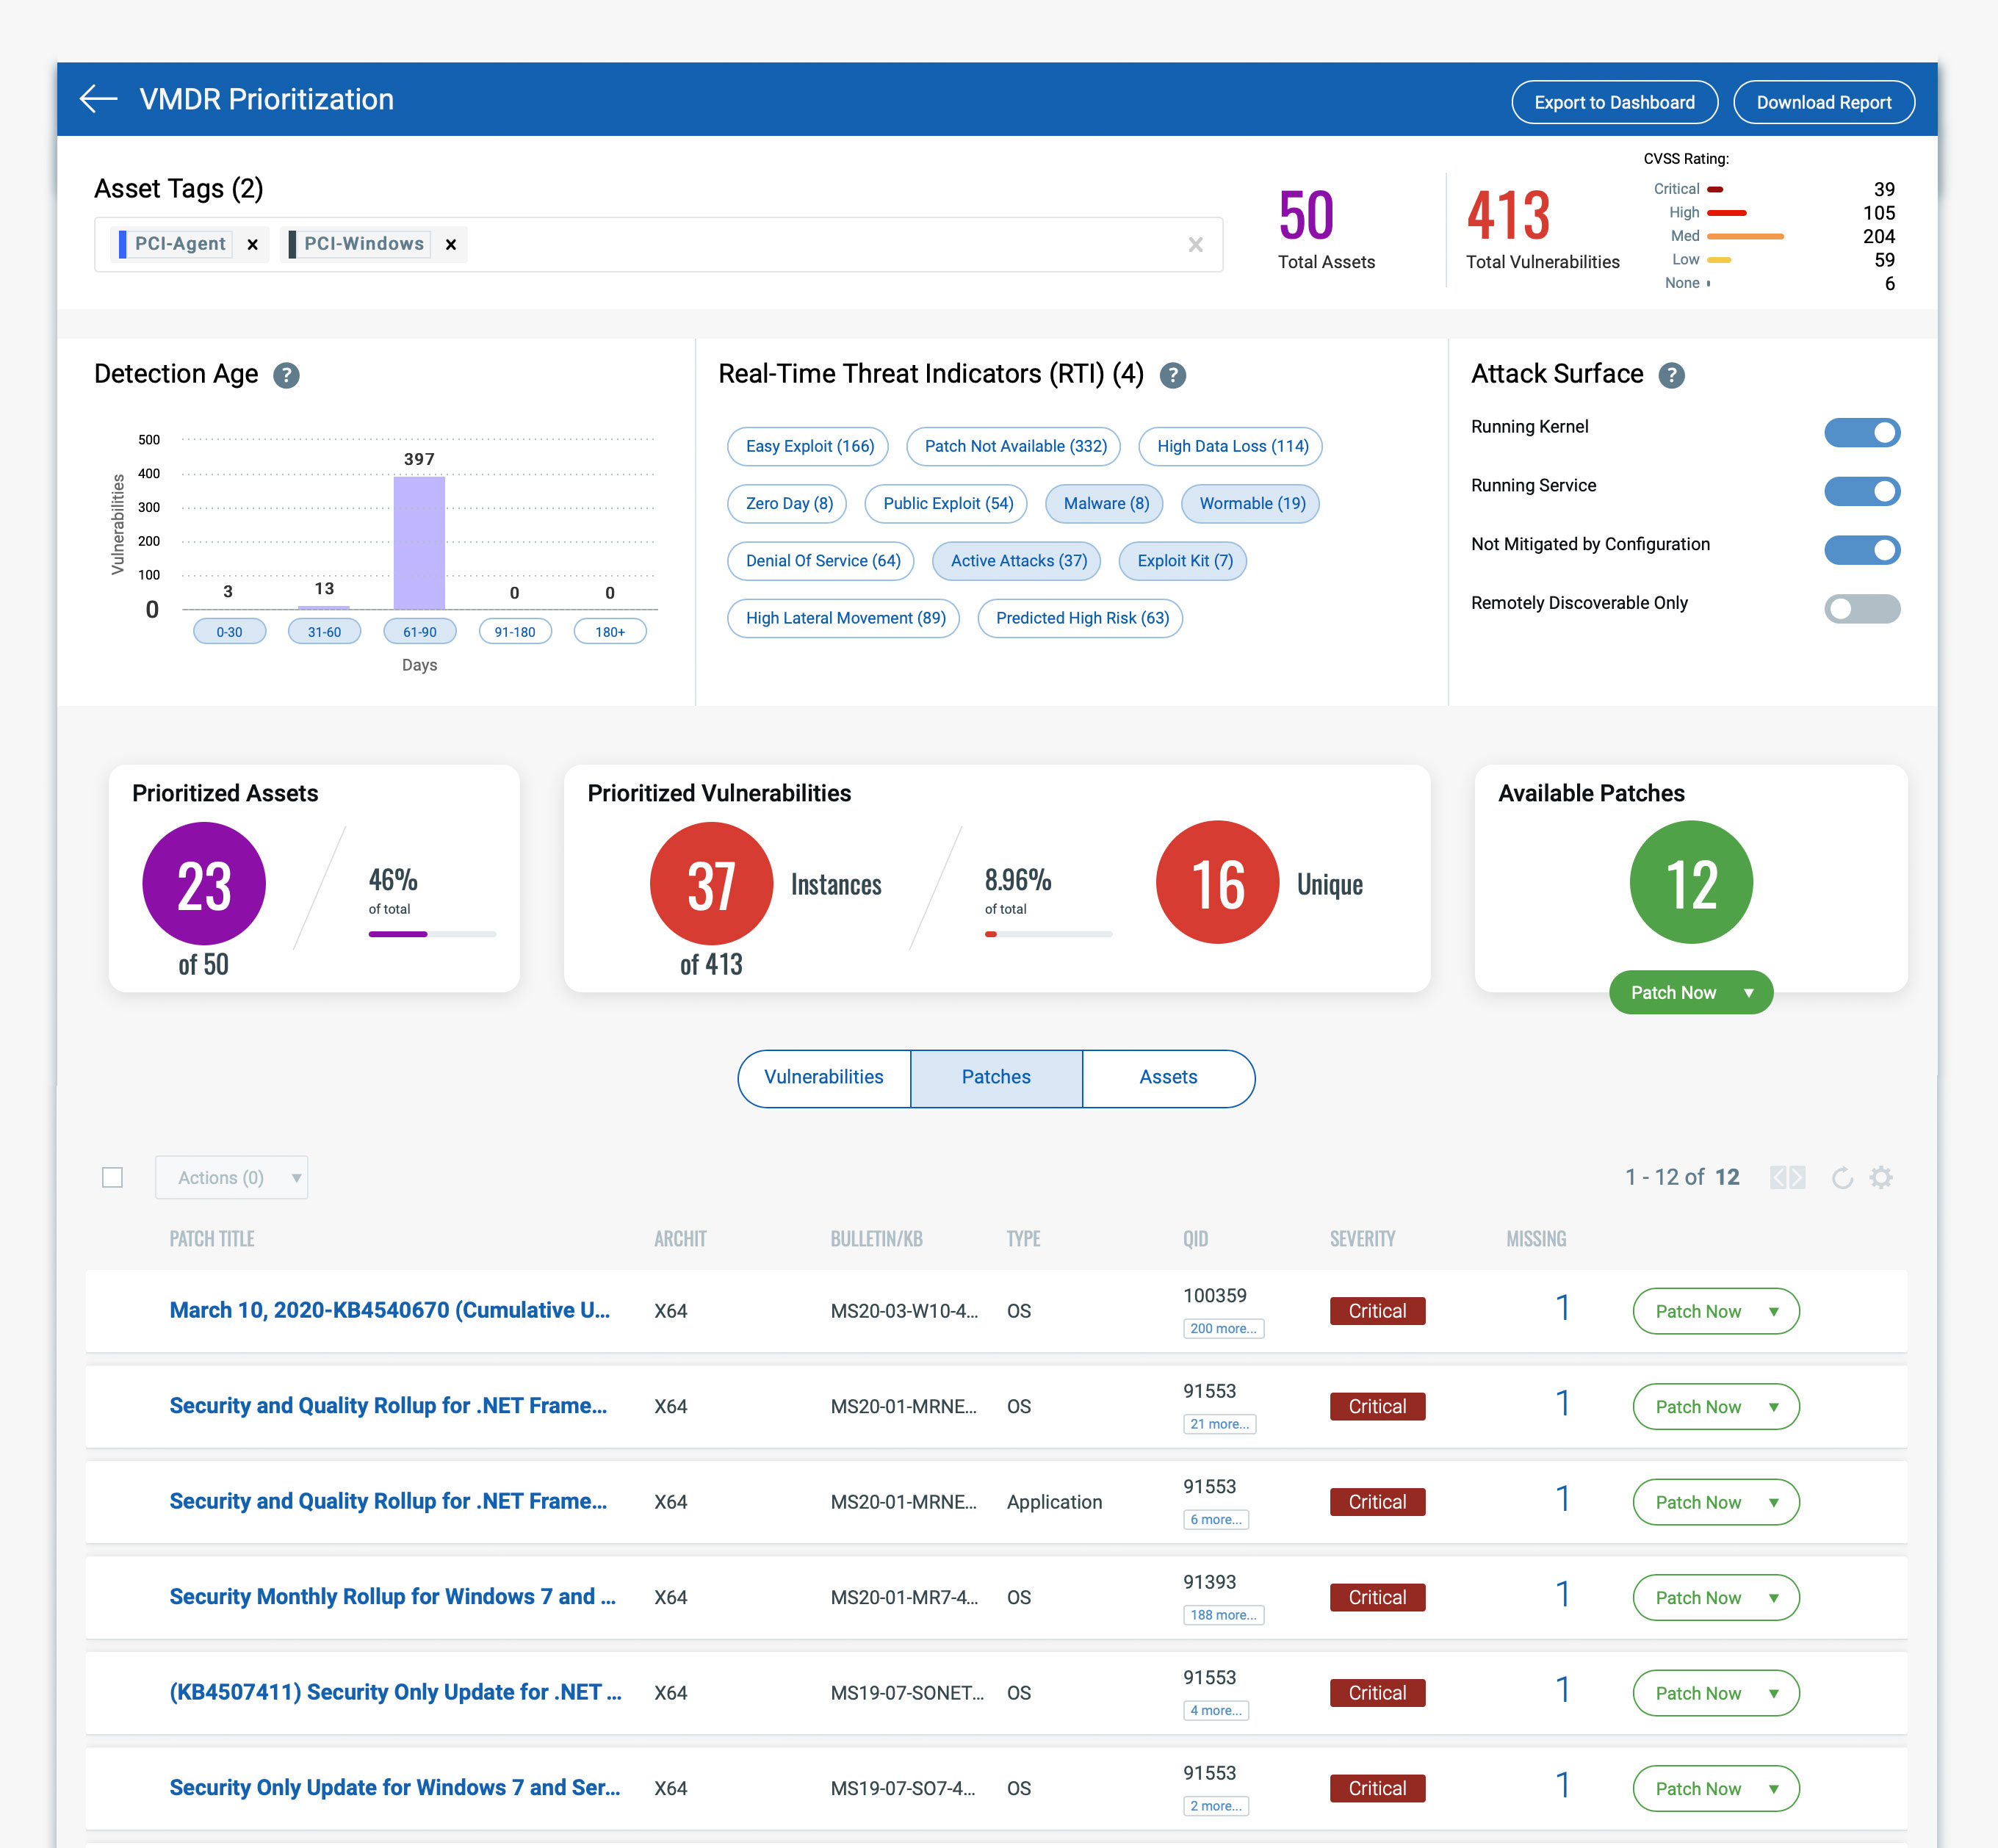 VMDR Prioritization
Export to Dashboard
Download Report
Asset Tags (2)
PCI-Agent ×
PCI-Windows ×
50
Total Assets
413
Total Vulnerabilities
CVSS Rating:
Critical 39
High 105
Med 204
Low 59
None 6
Detection Age ?
Vulnerabilities
500
400
300
200
100
0
3
13
397
0
0
0-30
31-60
61-90
91-180
180+
Days
Real-Time Threat Indicators (RTI) (4) ?
Easy Exploit (166)
Patch Not Available (332)
High Data Loss (114)
Zero Day (8)
Public Exploit (54)
Malware (8)
Wormable (19)
Denial Of Service (64)
Active Attacks (37)
Exploit Kit (7)
High Lateral Movement (89)
Predicted High Risk (63)
Attack Surface ?
Running Kernel
Running Service
Not Mitigated by Configuration
Remotely Discoverable Only
Prioritized Assets
23
of 50
46%
of total
Prioritized Vulnerabilities
37
Instances
of 413
8.96%
of total
16
Unique
Available Patches
12
Patch Now
Vulnerabilities
Patches
Assets
Actions (0)
1 - 12 of 12
PATCH TITLE ARCHIT BULLETIN/KB TYPE QID SEVERITY MISSING
March 10, 2020-KB4540670 (Cumulative U... X64 MS20-03-W10-4... OS 100359 Critical 1 Patch Now
200 more...
Security and Quality Rollup for .NET Frame... X64 MS20-01-MRNE... OS 91553 Critical 1 Patch Now
21 more...
Security and Quality Rollup for .NET Frame... X64 MS20-01-MRNE... Application 91553 Critical 1 Patch Now
6 more...
Security Monthly Rollup for Windows 7 and ... X64 MS20-01-MR7-4... OS 91393 Critical 1 Patch Now
188 more...
(KB4507411) Security Only Update for .NET ... X64 MS19-07-SONET... OS 91553 Critical 1 Patch Now
4 more...
Security Only Update for Windows 7 and Ser... X64 MS19-07-SO7-4... OS 91553 Critical 1 Patch Now
2 more...